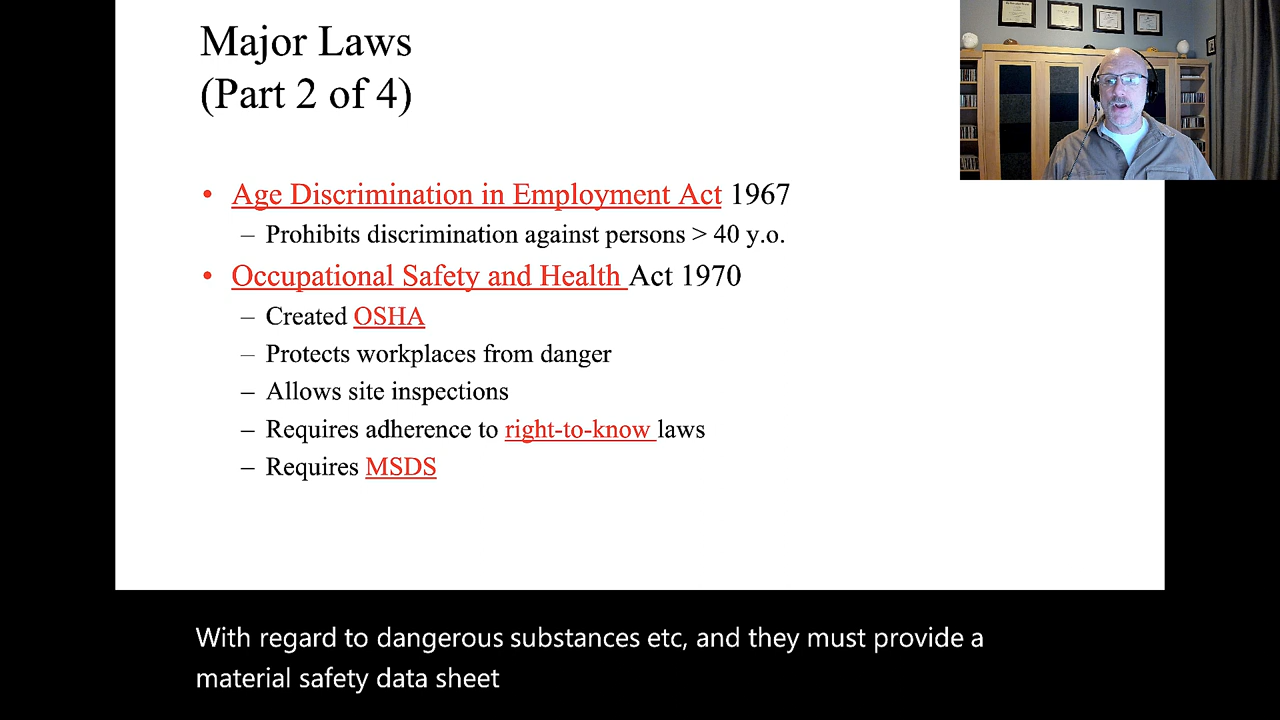 Major Laws
(Part 2 of 4)
• Age Discrimination in Employment Act 1967
– Prohibits discrimination against persons > 40 y.o.
• Occupational Safety and Health Act 1970
– Created OSHA
– Protects workplaces from danger
– Allows site inspections
– Requires adherence to right-to-know laws
– Requires MSDS
With regard to dangerous substances etc, and they must provide a
material safety data sheet